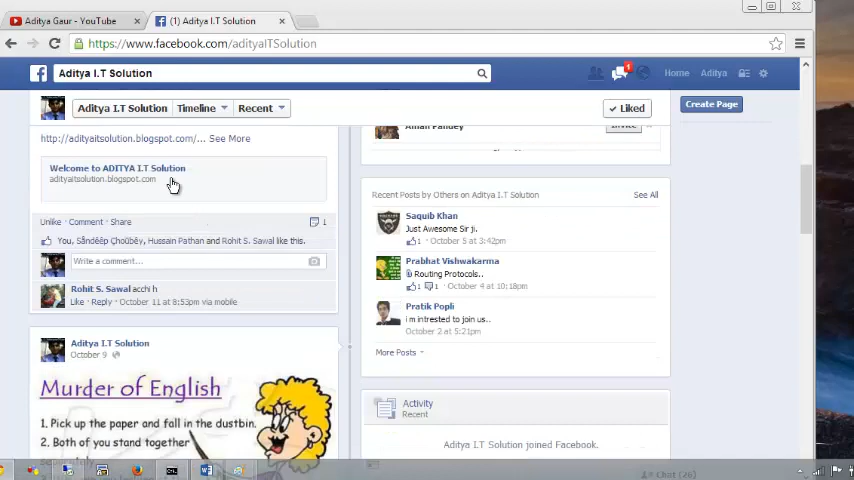 Aditya Gaur - YouTube
(1) Aditya I.T Solution
https://www.facebook.com/adityaITSolution
Aditya I.T Solution
1
Home
Aditya
Aditya I.T Solution
Timeline
Recent
Liked
Create Page
http://adityaitsolution.blogspot.com/... See More
Welcome to ADITYA I.T Solution
adityaitsolution.blogspot.com
Unlike · Comment · Share
1
You, Såndéép Çhoûbéy, Hussain Pathan and Rohit S. Sawal like this.
Write a comment...
Rohit S. Sawal acchi h
Like · Reply · October 11 at 8:53pm via mobile
Aditya I.T Solution
October 9
Murder of English
1. Pick up the paper and fall in the dustbin.
2. Both of you stand together
Aman Pandey
Invite
Recent Posts by Others on Aditya I.T Solution
See All
Saquib Khan
Just Awesome Sir ji.
1 · October 5 at 3:42pm
Prabhat Vishwakarma
Routing Protocols..
1 1 · October 4 at 10:18pm
Pratik Popli
i m intrested to join us..
October 2 at 5:21pm
More Posts
Activity
Recent
Aditya I.T Solution joined Facebook.
Chat (26)